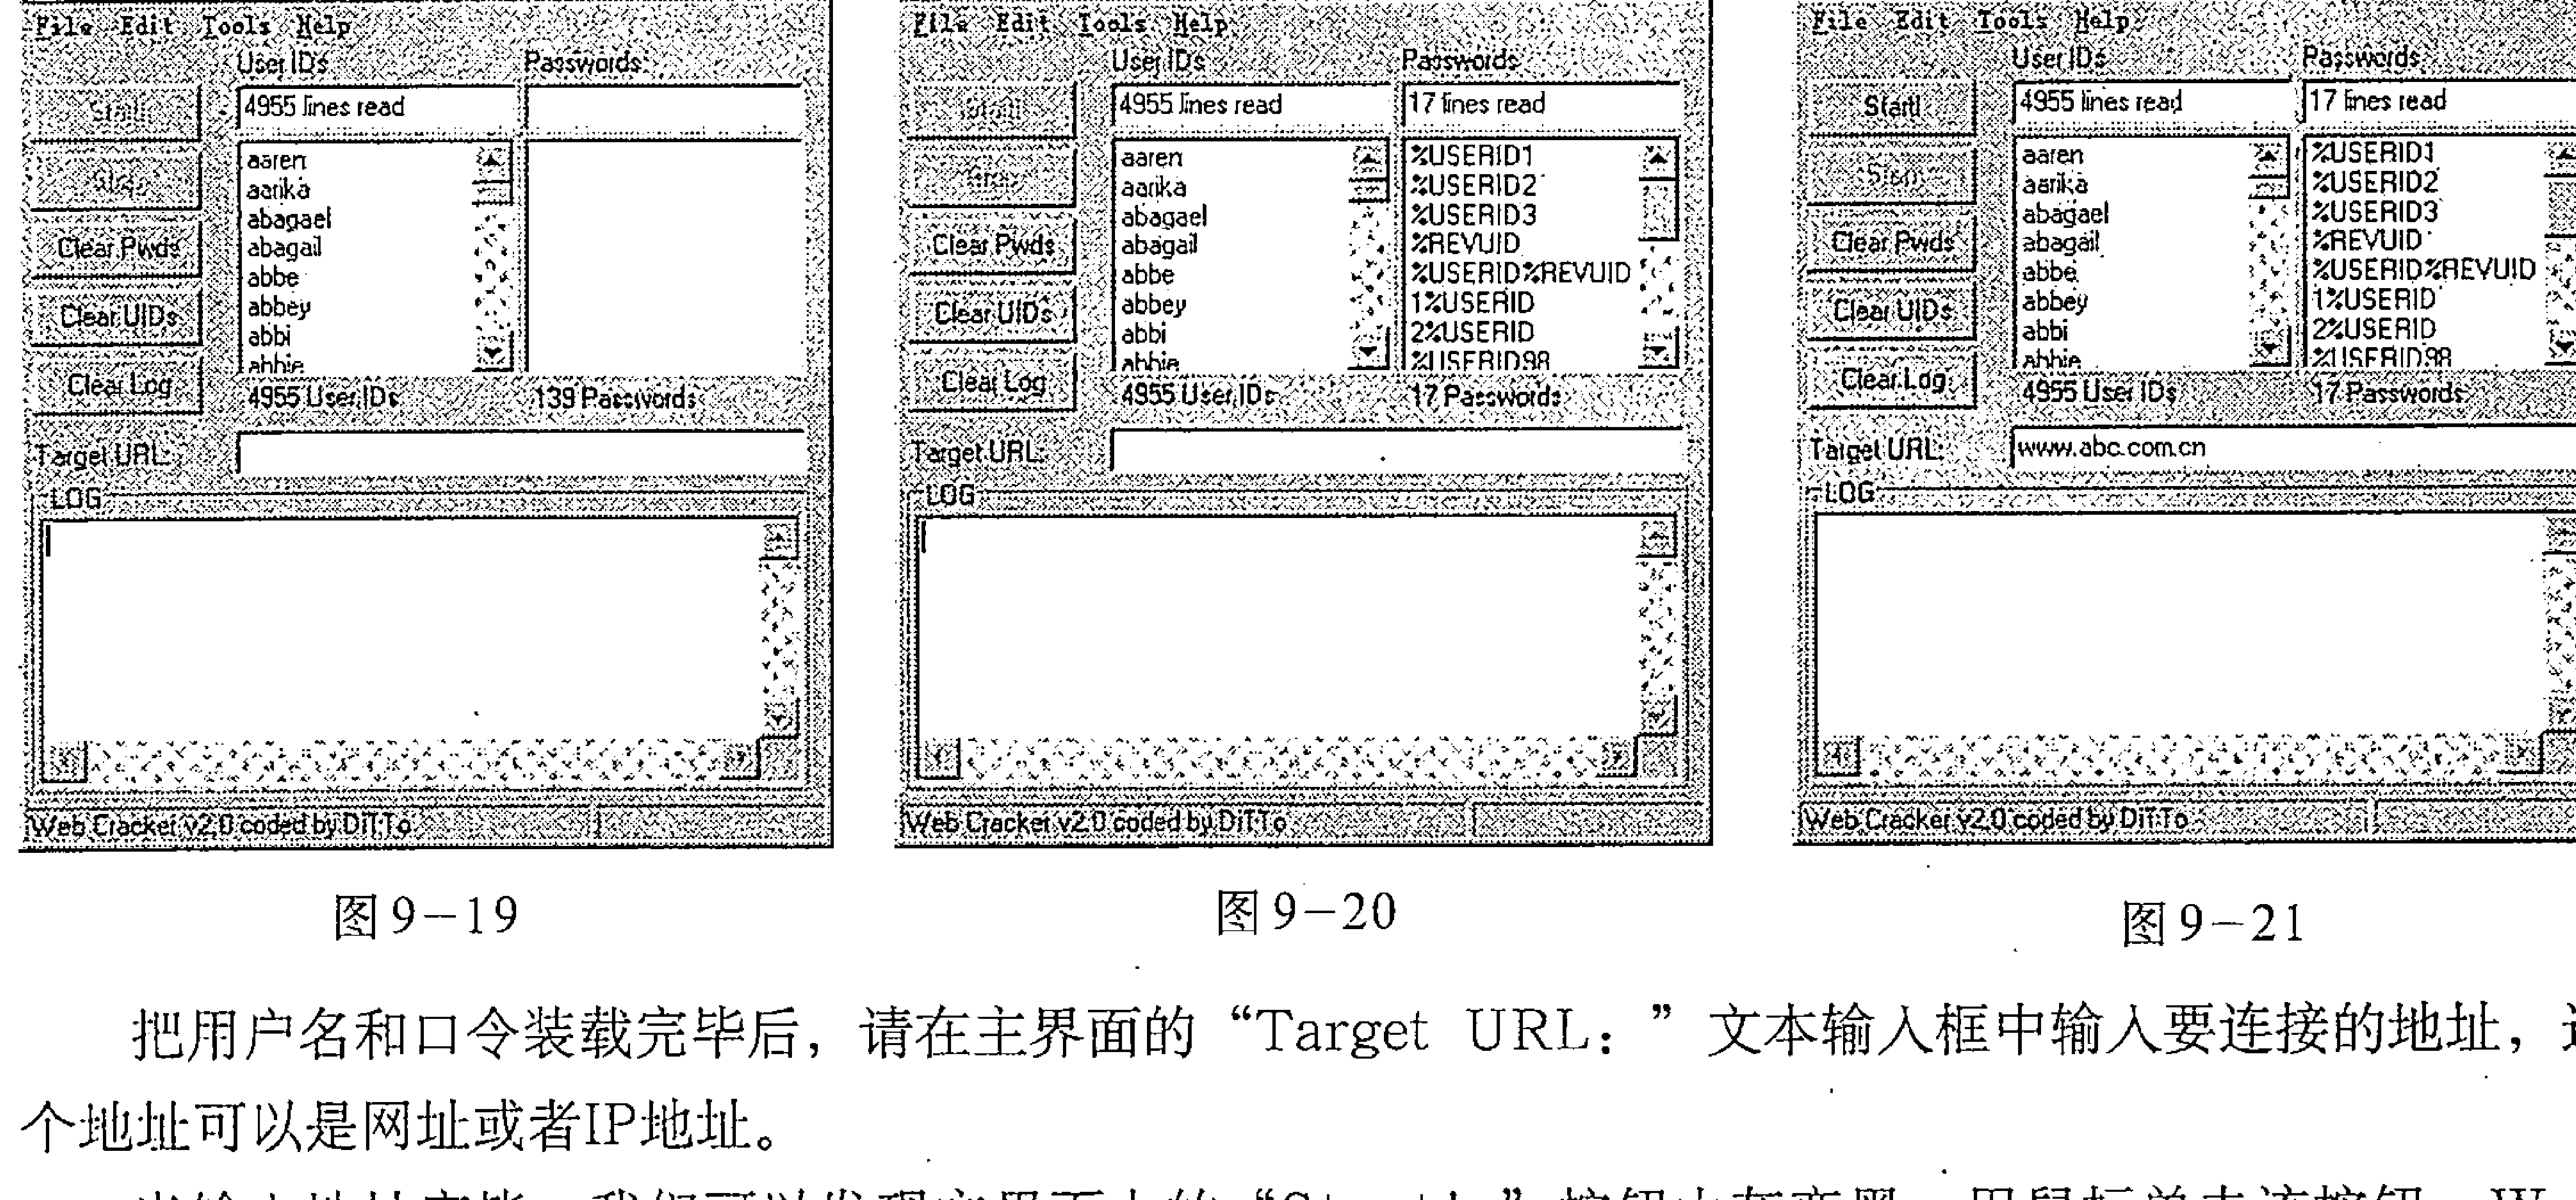 File Edit Tools Help
User IDs Passwords
4955 lines read
Start!
Stop
aaren
aarika
abagael
Clear Pwds abagail
abbe
abbey
Clear UIDs
abbi
abbie
Clear Log
4955 User IDs 139 Passwords
Target URL:
LOG
Web Cracker v2.0 coded by DiTTo
图9-19
File Edit Tools Help
User IDs Passwords
4955 lines read 17 lines read
Start!
Stop
aaren %USERID1
aarika %USERID2
abagael %USERID3
Clear Pwds abagail %REVUID
abbe %USERID%REVUID
abbey 1%USERID
Clear UIDs
abbi 2%USERID
abbie %USERID98
Clear Log
4955 User IDs 17 Passwords
Target URL:
LOG
Web Cracker v2.0 coded by DiTTo
图9-20
File Edit Tools Help
User IDs Passwords
Start! 4955 lines read 17 lines read
Stop
aaren %USERID1
aarika %USERID2
abagael %USERID3
Clear Pwds abagail %REVUID
abbe %USERID%REVUID
abbey 1%USERID
Clear UIDs
abbi 2%USERID
abbie %USERID98
Clear Log
4955 User IDs 17 Passwords
Target URL: www.abc.com.cn
LOG
Web Cracker v2.0 coded by DiTTo
图9-21
把用户名和口令装载完毕后，请在主界面的“Target URL：”文本输入框中输入要连接的地址，
个地址可以是网址或者IP地址。